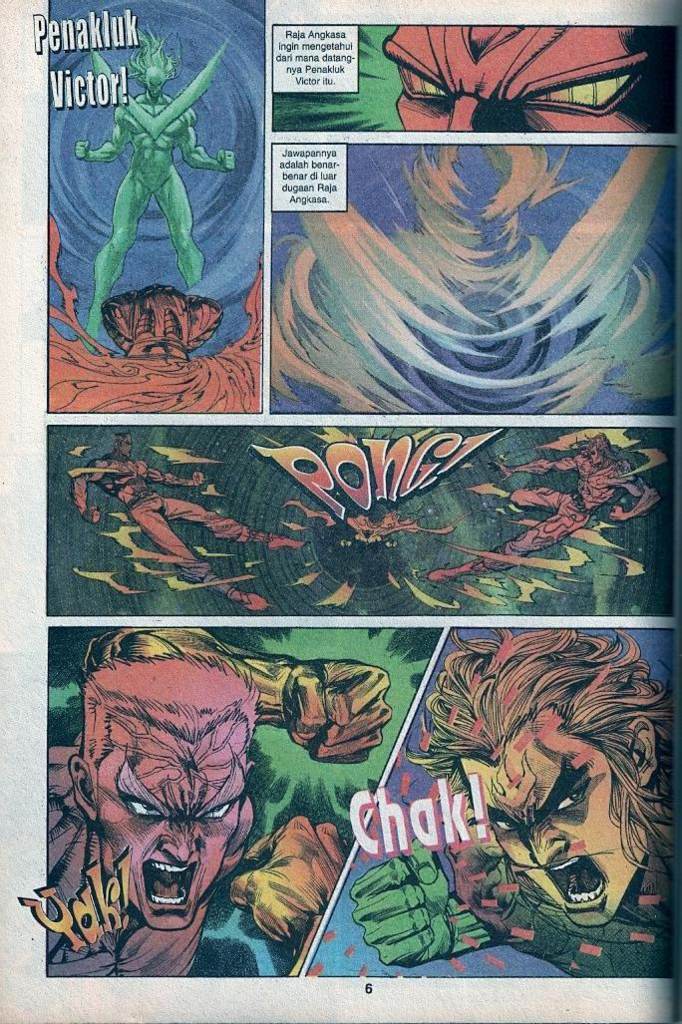 Penakluk
Victor!
Raja Angkasa
ingin mengetahui
dari mana datang-
nya Penakluk
Victor itu.
Jawapannya
adalah benar-
benar di luar
dugaan Raja
Angkasa.
PONG!
Yak!
Chak!
6